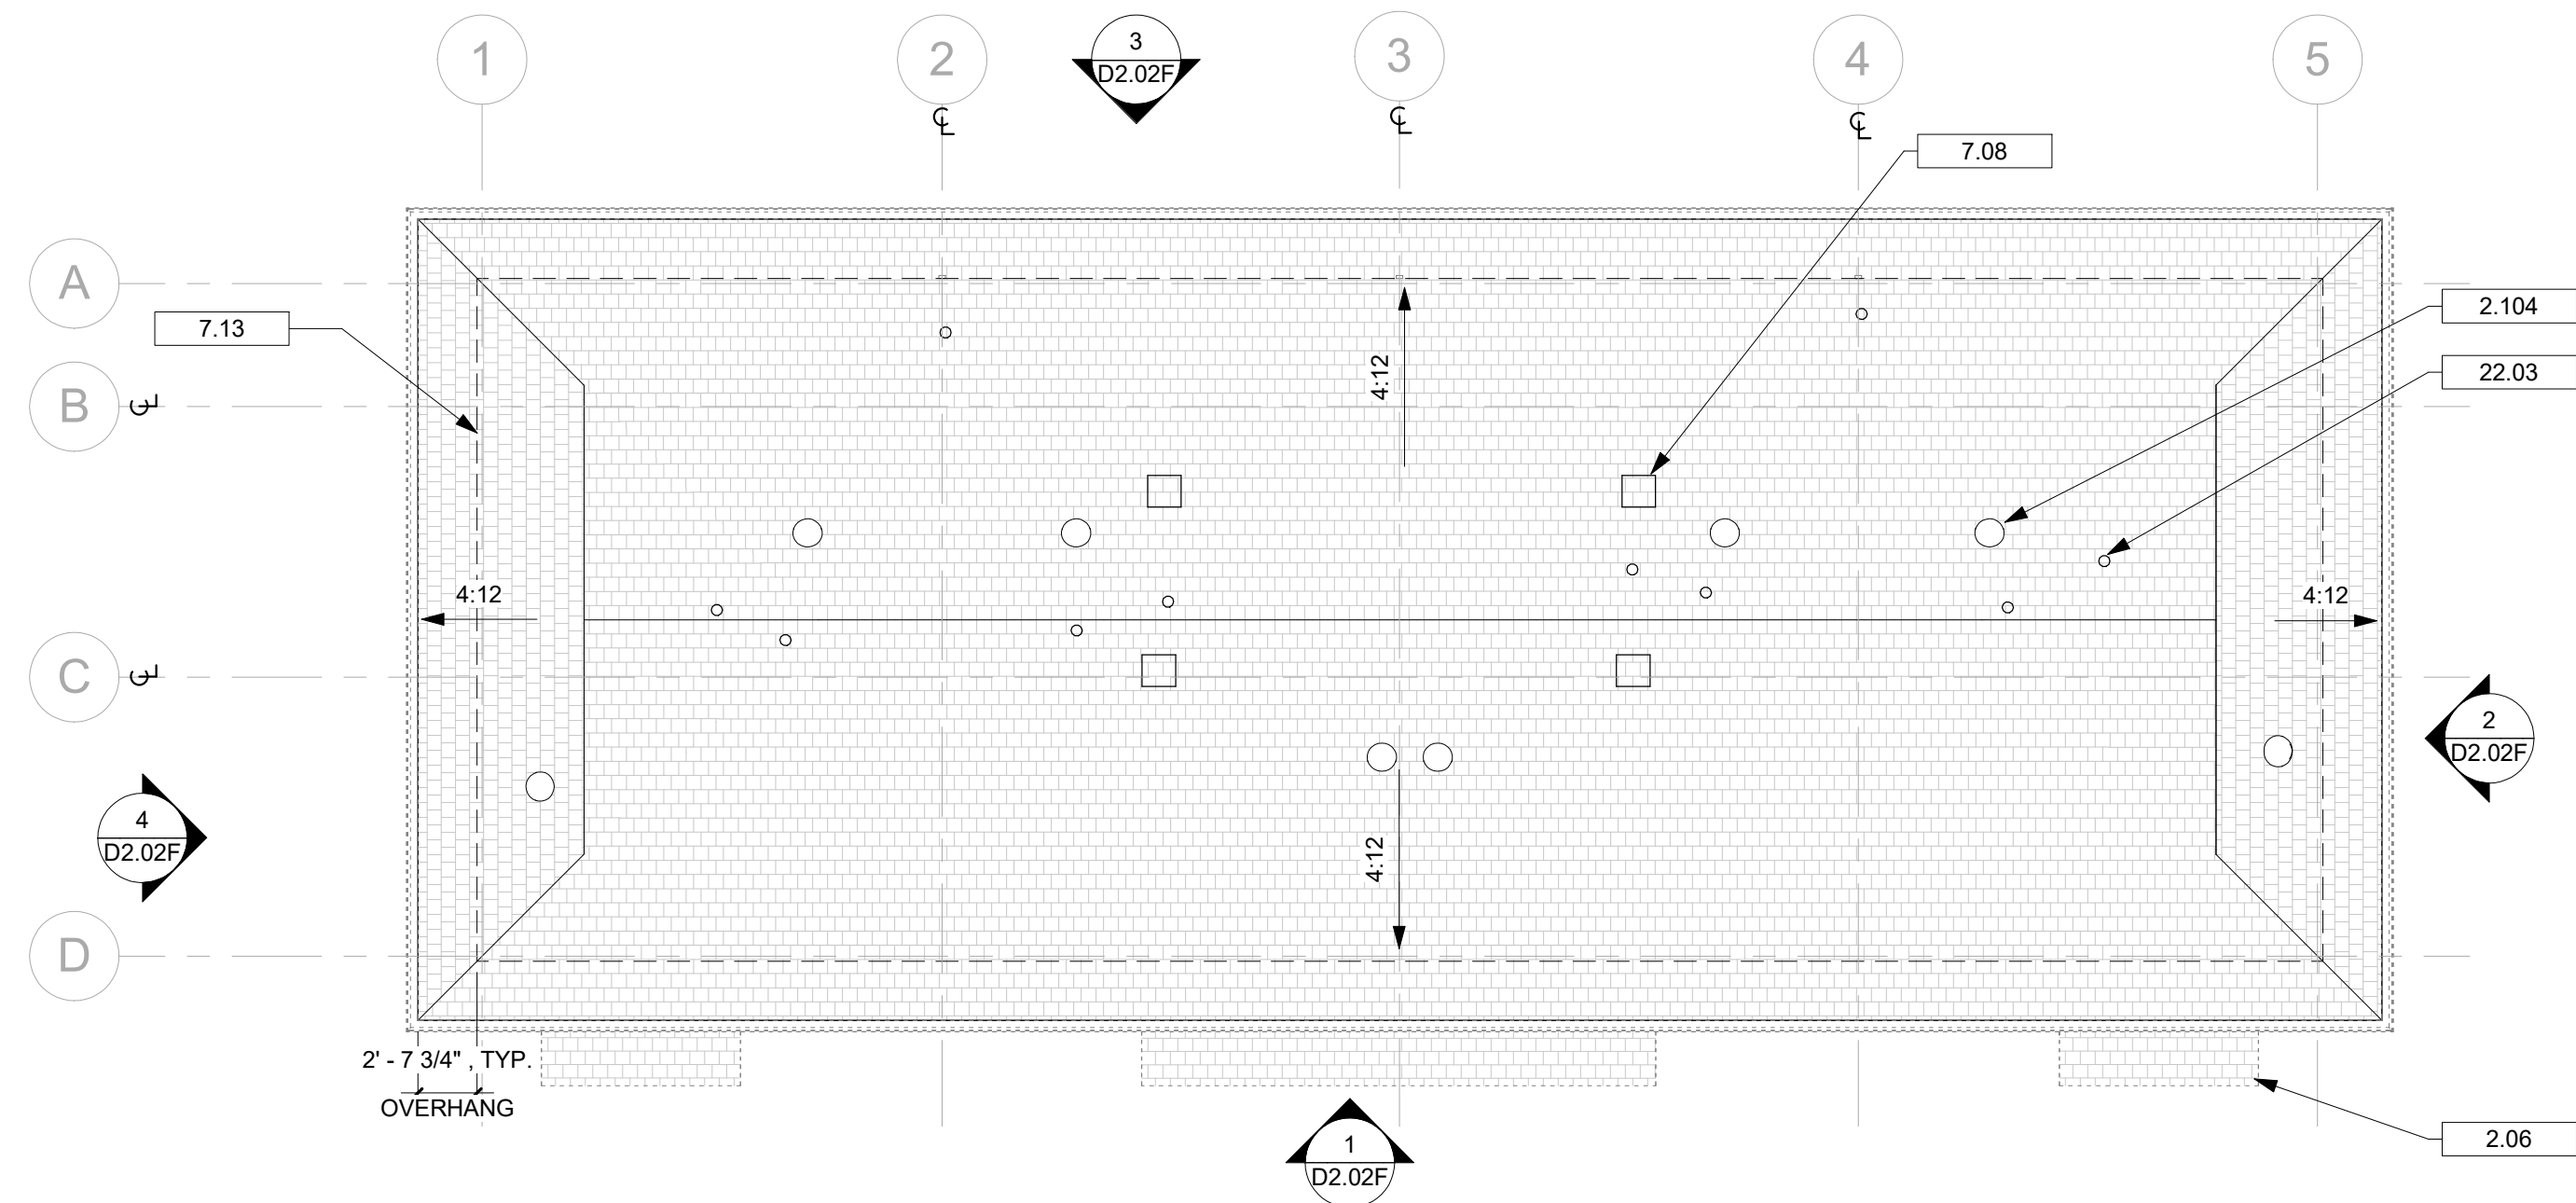 1
2
3
4
5
3
D2.02F
℄
℄
℄
7.08
A
7.13
2.104
4:12
22.03
B
℄
4:12
4:12
C
℄
2
D2.02F
4
D2.02F
4:12
D
2' - 7 3/4" , TYP.
OVERHANG
1
D2.02F
2.06